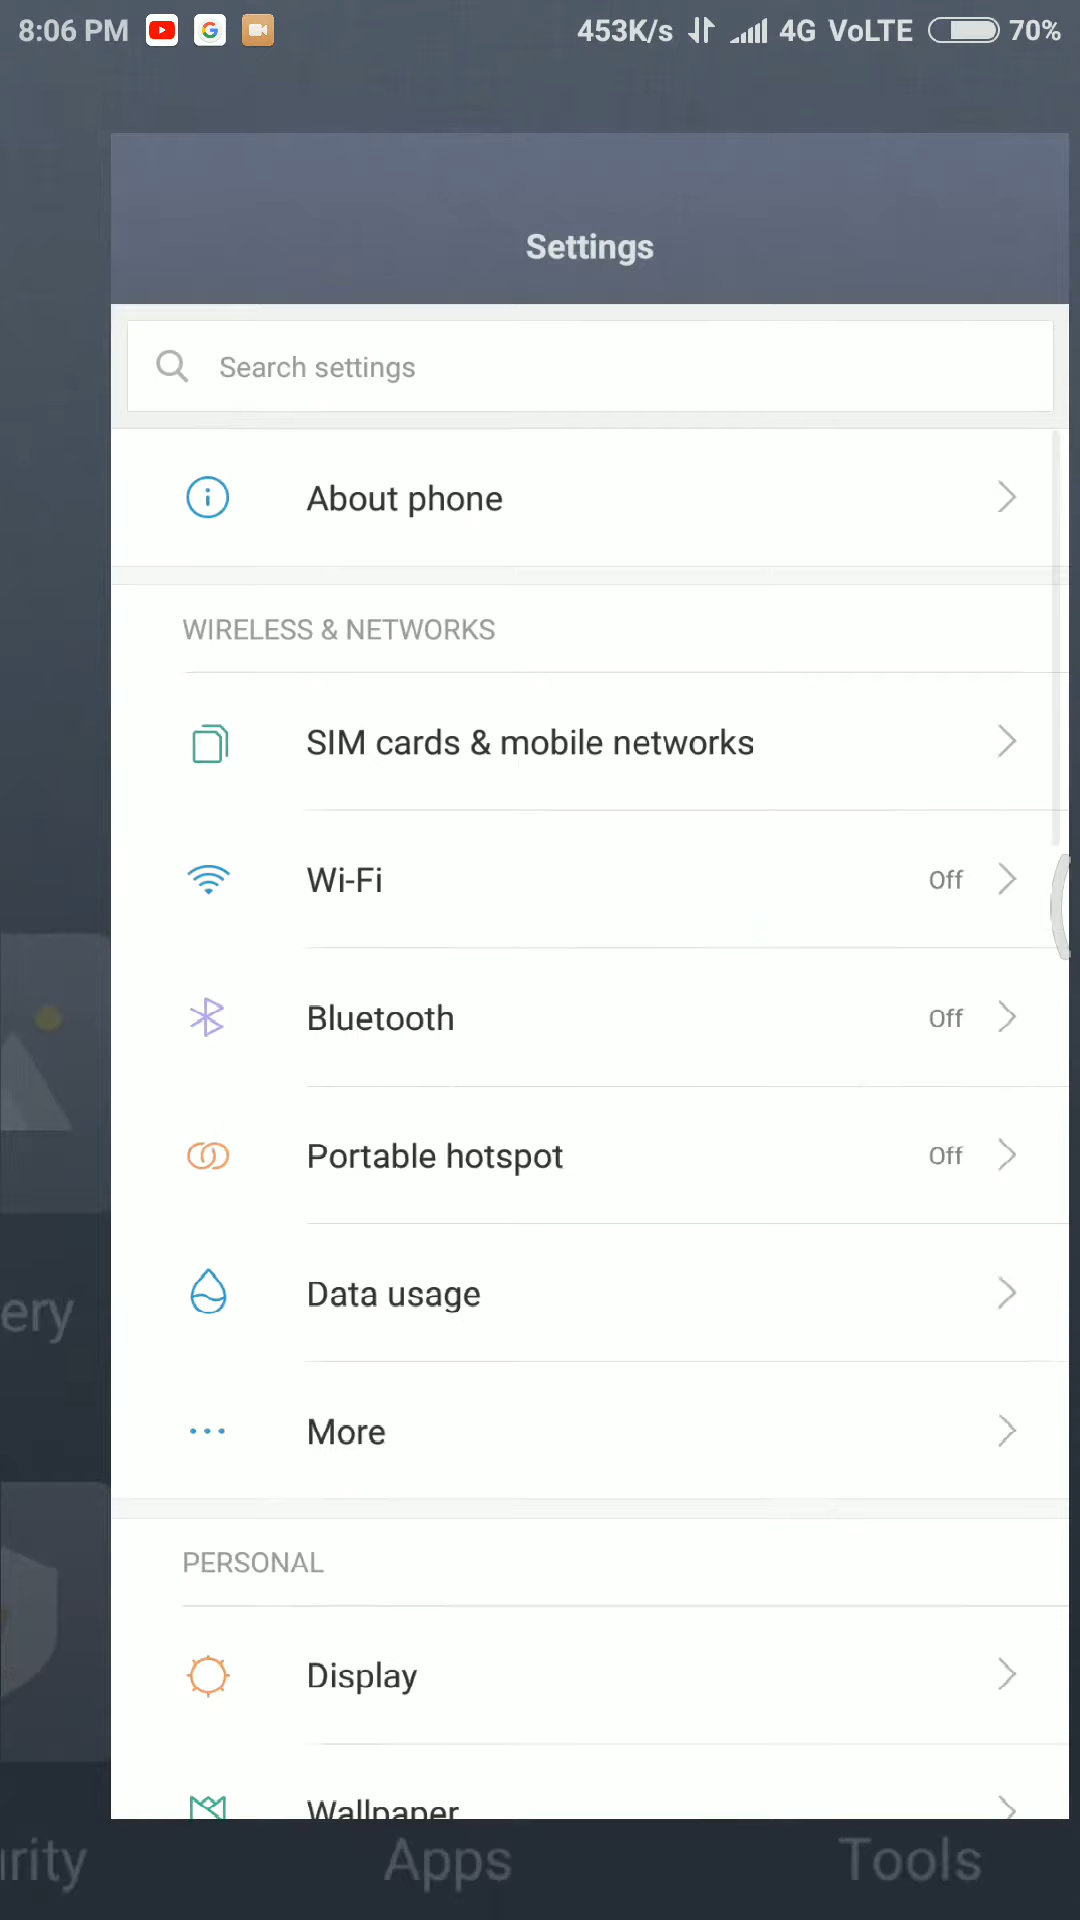 8:06 PM 453K/s 4G VoLTE 70%
Settings
Search settings
About phone
WIRELESS & NETWORKS
SIM cards & mobile networks
Wi-Fi Off
Bluetooth Off
Portable hotspot Off
Data usage
More
PERSONAL
Display
Wallpaper
ery
rity Apps Tools